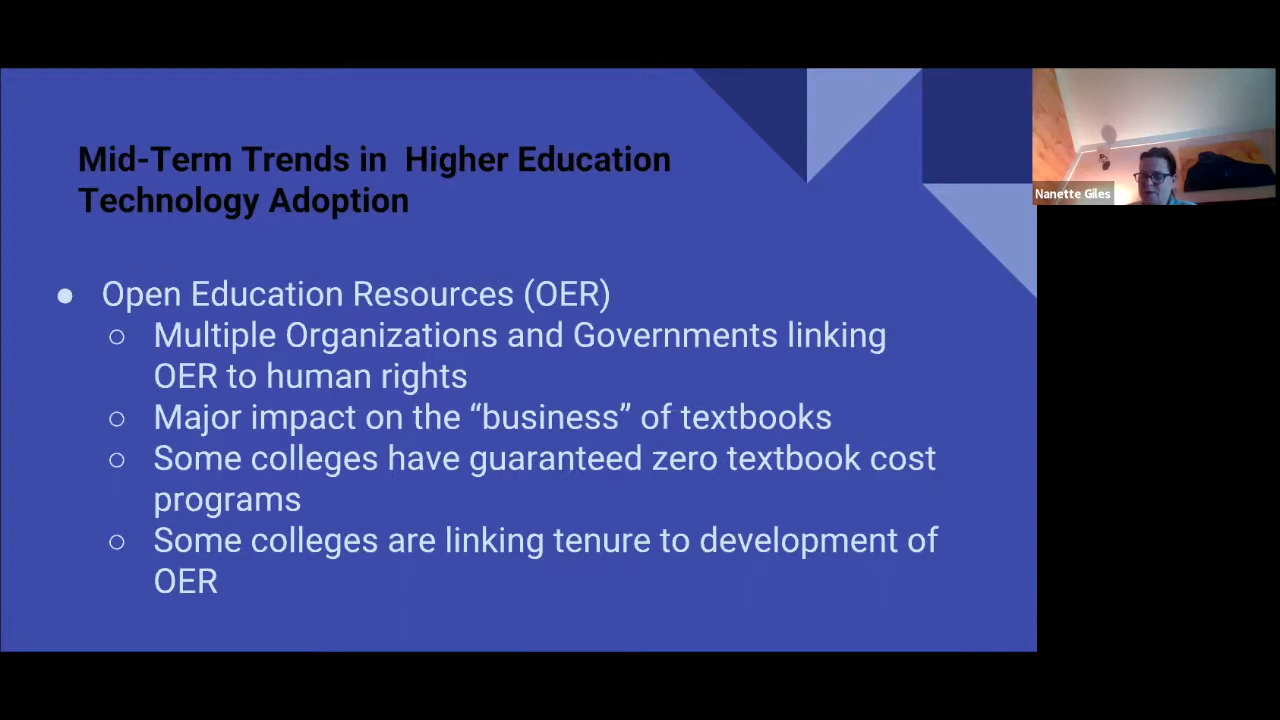 Mid-Term Trends in  Higher Education
Technology Adoption
● Open Education Resources (OER)
○ Multiple Organizations and Governments linking
OER to human rights
○ Major impact on the “business” of textbooks
○ Some colleges have guaranteed zero textbook cost
programs
○ Some colleges are linking tenure to development of
OER
Nanette Giles